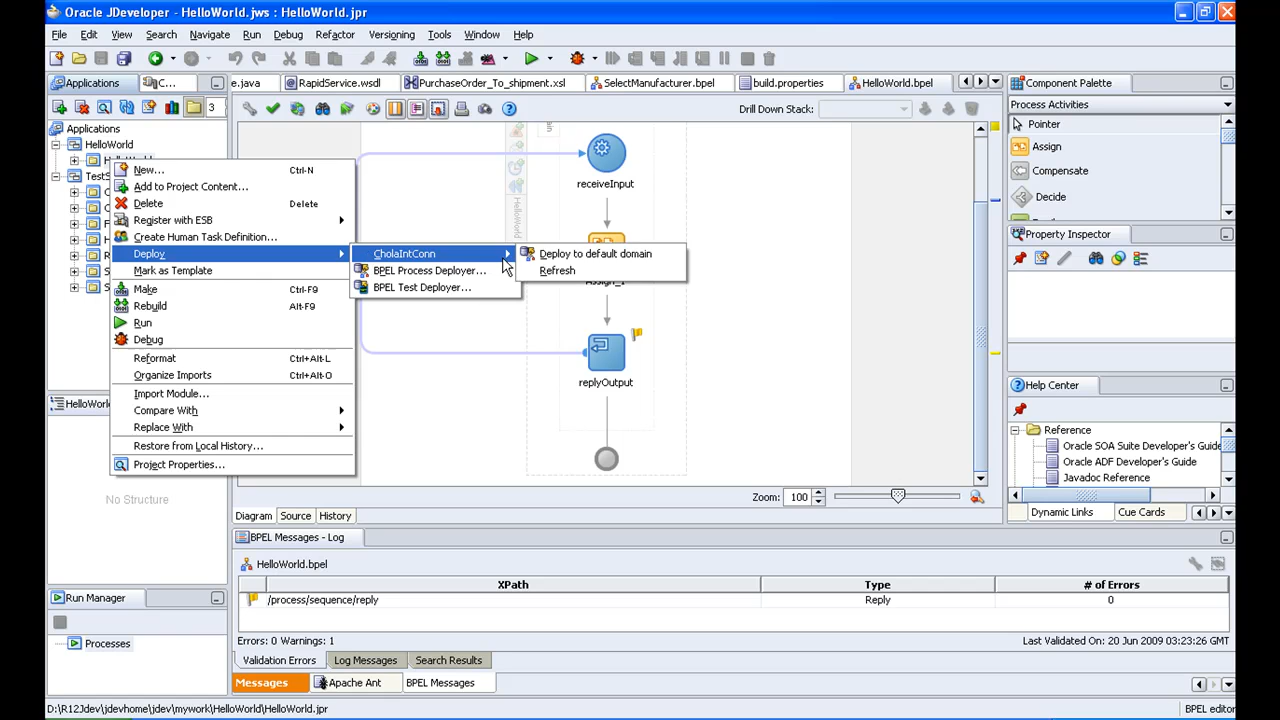 Oracle JDeveloper - HelloWorld.jws : HelloWorld.jpr
File Edit View Search Navigate Run Debug Refactor Versioning Tools Window Help
Applications C... e.java RapidService.wsdl PurchaseOrder_To_shipment.xsl SelectManufacturer.bpel build.properties HelloWorld.bpel Component Palette
3 Drill Down Stack: Process Activities
Applications
HelloWorld
Pointer
Assign
Compensate
Decide
New... Ctrl-N
Add to Project Content...
Delete Delete
Register with ESB
Create Human Task Definition...
Deploy
Mark as Template
Make Ctrl-F9
Rebuild Alt-F9
Run
Debug
Reformat Ctrl+Alt-L
Organize Imports Ctrl+Alt-O
Import Module...
Compare With
Replace With
Restore from Local History...
Project Properties...
CholaIntConn
BPEL Process Deployer...
BPEL Test Deployer...
Deploy to default domain
Refresh
receiveInput
Assign_1
replyOutput
HelloWorld
Property Inspector
Help Center
Reference
Oracle SOA Suite Developer's Guide
Oracle ADF Developer's Guide
Javadoc Reference
Dynamic Links Cue Cards
No Structure
Zoom: 100
Diagram Source History
BPEL Messages - Log
HelloWorld.bpel
XPath Type # of Errors
/process/sequence/reply Reply 0
Errors: 0 Warnings: 1 Last Validated On: 20 Jun 2009 03:23:26 GMT
Validation Errors Log Messages Search Results
Messages Apache Ant BPEL Messages
Run Manager
Processes
D:\R12Jdev\jdevhome\jdev\mywork\HelloWorld\HelloWorld.jpr BPEL editor